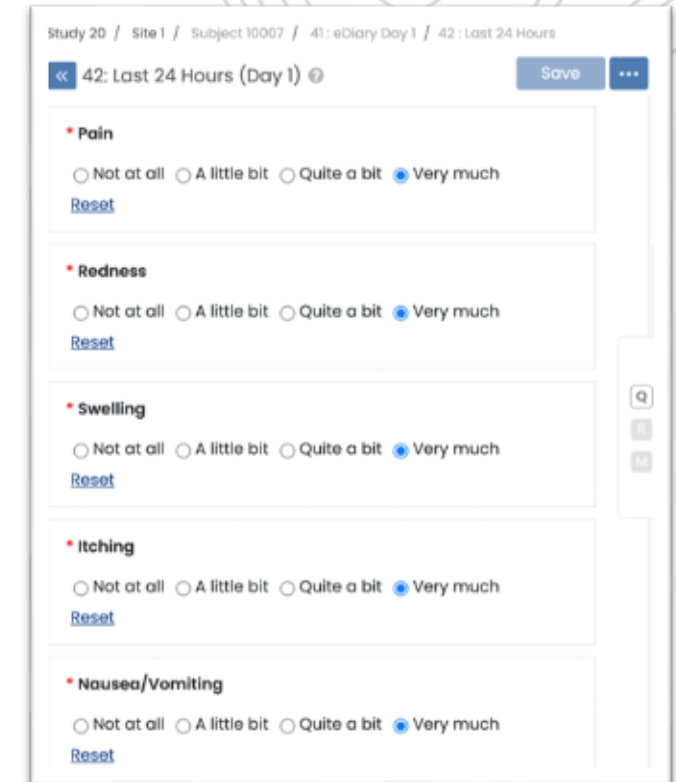 Study 20 / Site 1 / Subject 10007 / 41: eDiary Day 1 / 42: Last 24 Hours
« 42: Last 24 Hours (Day 1) ? Save ...
* Pain
Not at all A little bit Quite a bit Very much
Reset
* Redness
Not at all A little bit Quite a bit Very much
Reset
* Swelling
Not at all A little bit Quite a bit Very much
Reset
Q
R
M
* Itching
Not at all A little bit Quite a bit Very much
Reset
* Nausea/Vomiting
Not at all A little bit Quite a bit Very much
Reset